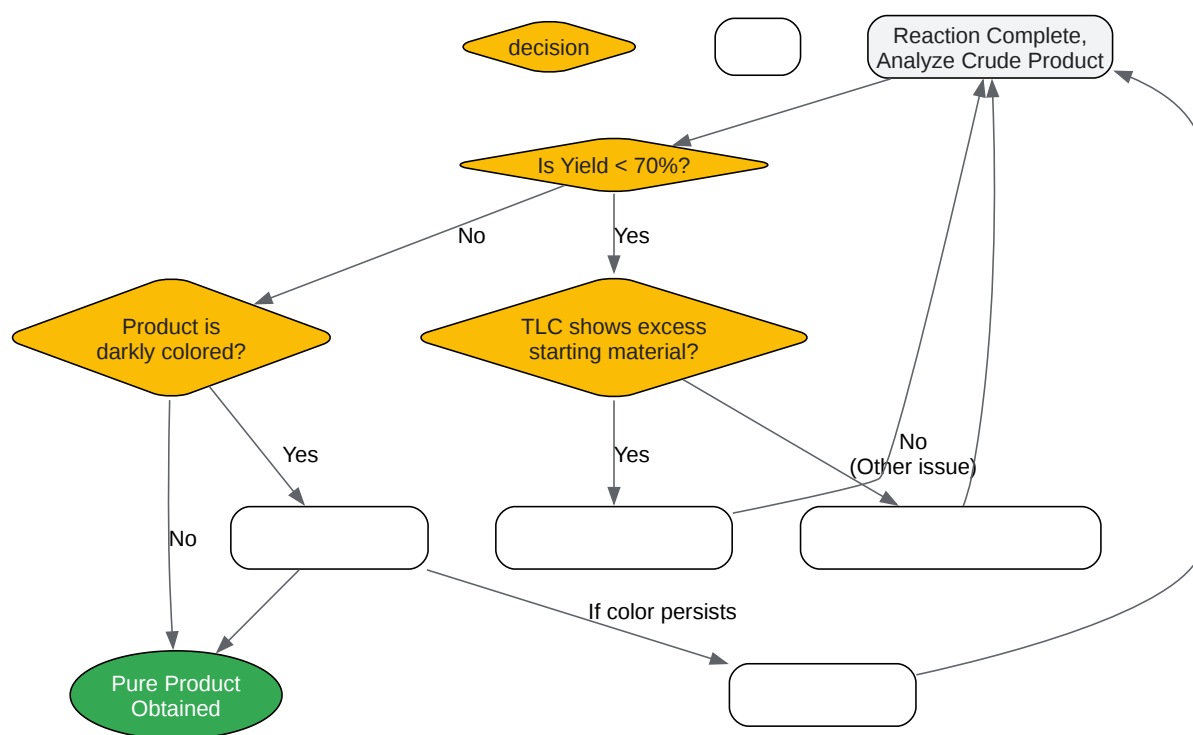 decision
Reaction Complete,
Analyze Crude Product
Is Yield < 70%?
No
Yes
Product is
darkly colored?
TLC shows excess
starting material?
Yes
Yes
No
(Other issue)
No
If color persists
Pure Product
Obtained